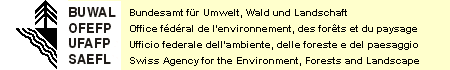 BUWAL Bundesamt für Umwelt, Wald und Landschaft
OFEFP Office fédéral de l'environnement, des forêts et du paysage
UFAFP Ufficio federale dell'ambiente, delle foreste e del paesaggio
SAEFL Swiss Agency for the Environment, Forests and Landscape